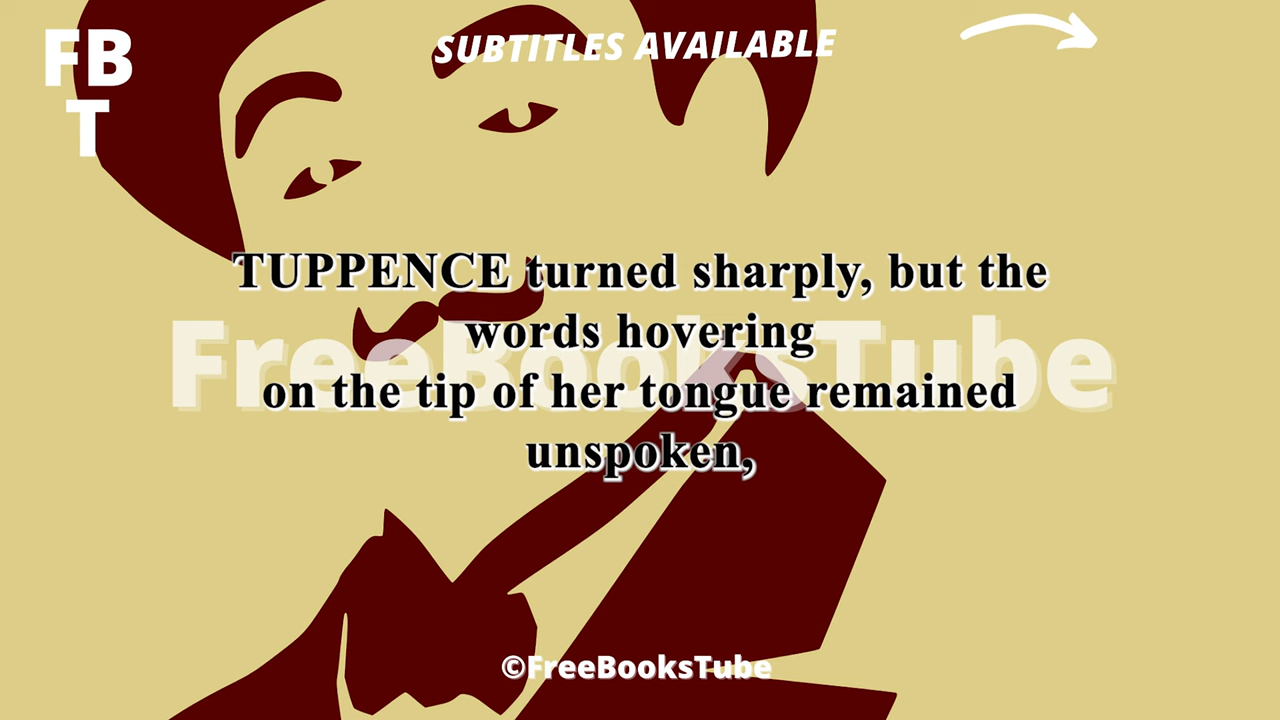 FB
T
SUBTITLES AVAILABLE
TUPPENCE turned sharply, but the
words hovering
FreeBooksTube
on the tip of her tongue remained
unspoken,
©FreeBooksTube